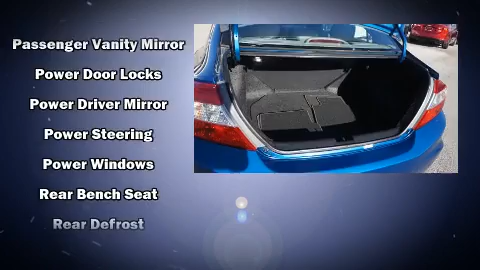 Passenger Vanity Mirror
Power Door Locks
Power Driver Mirror
Power Steering
Power Windows
Rear Bench Seat
Rear Defrost